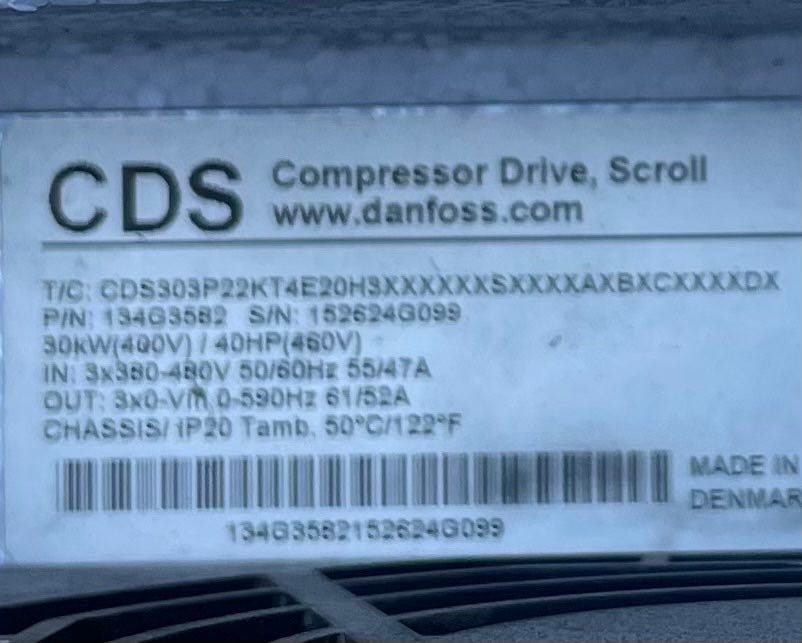 CDS
Compressor Drive, Scroll
www.danfoss.com
T/C: CDS303P22KT4E20H3XXXXXXSXXXXAXBXCXXXXDX
P/N: 134G3582 S/N: 152624G099
30kW(400V) / 40HP(460V)
IN: 3x380-480V 50/60Hz 55/47A
OUT: 3x0-Vin 0-590Hz 61/52A
CHASSIS/ IP20 Tamb. 50°C/122°F
MADE IN
DENMAR
134G3582152624G099